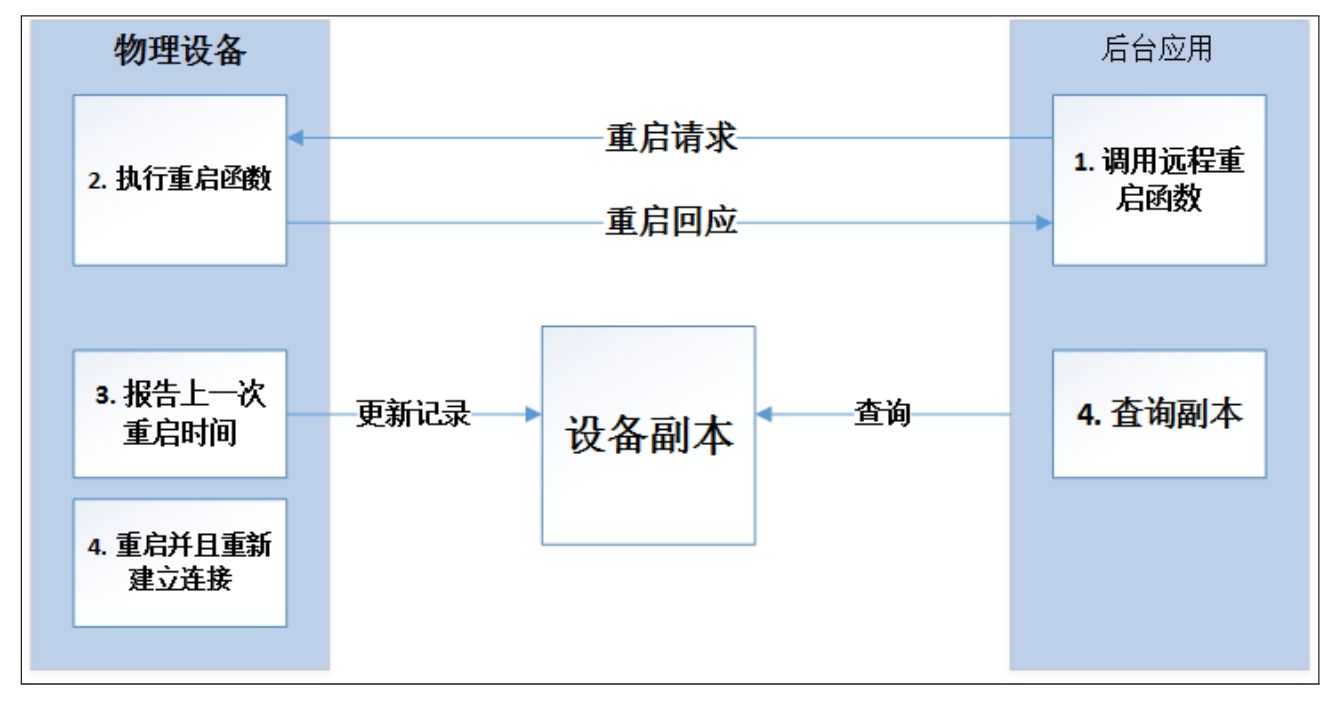 物理设备
后台应用
2. 执行重启函数
重启请求
重启回应
1. 调用远程重
启函数
3. 报告上一次
重启时间
更新记录
设备副本
查询
4. 查询副本
4. 重启并且重新
建立连接